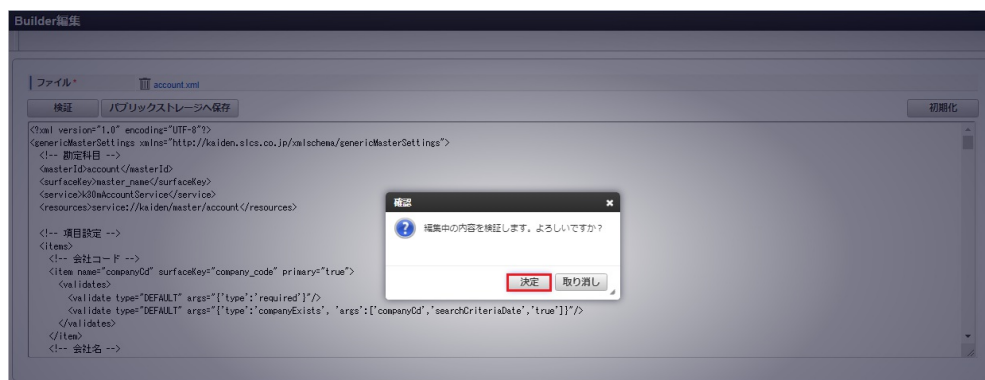 Builder編集
ファイル*
account.xml
検証
パブリックストレージへ保存
初期化
<?xml version="1.0" encoding="UTF-8"?>
<genericMasterSettings xmlns="http://kaiden.slcs.co.jp/xmlschema/genericMasterSettings">
<!-- 勘定科目 -->
<masterId>account</masterId>
<surfaceKey>master_name</surfaceKey>
<service>k30mAccountService</service>
<resources>service://kaiden/master/account</resources>
<!-- 項目設定 -->
<items>
<!-- 会社コード -->
<item name="companyCd" surfaceKey="company_code" primary="true">
<validates>
<validate type="DEFAULT" args="{'type':'required'}"/>
<validate type="DEFAULT" args="{'type':'companyExists', 'args':['companyCd','searchCriteriaDate','true']}"/>
</validates>
</item>
<!-- 会社名 -->
確認
編集中の内容を検証します。よろしいですか？
決定
取り消し